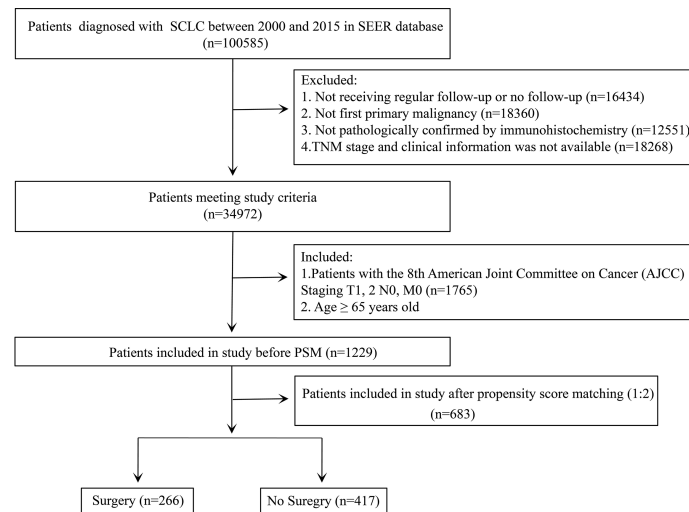 Patients diagnosed with SCLC between 2000 and 2015 in SEER database
(n=100585)
Excluded:
1. Not receiving regular follow-up or no follow-up (n=16434)
2. Not first primary malignancy (n=18360)
3. Not pathologically confirmed by immunohistochemistry (n=12551)
4.TNM stage and clinical information was not available (n=18268)
Patients meeting study criteria
(n=34972)
Included:
1.Patients with the 8th American Joint Committee on Cancer (AJCC)
Staging T1, 2 N0, M0 (n=1765)
2. Age ≥ 65 years old
Patients included in study before PSM (n=1229)
Patients included in study after propensity score matching (1:2)
(n=683)
Surgery (n=266)
No Suregry (n=417)